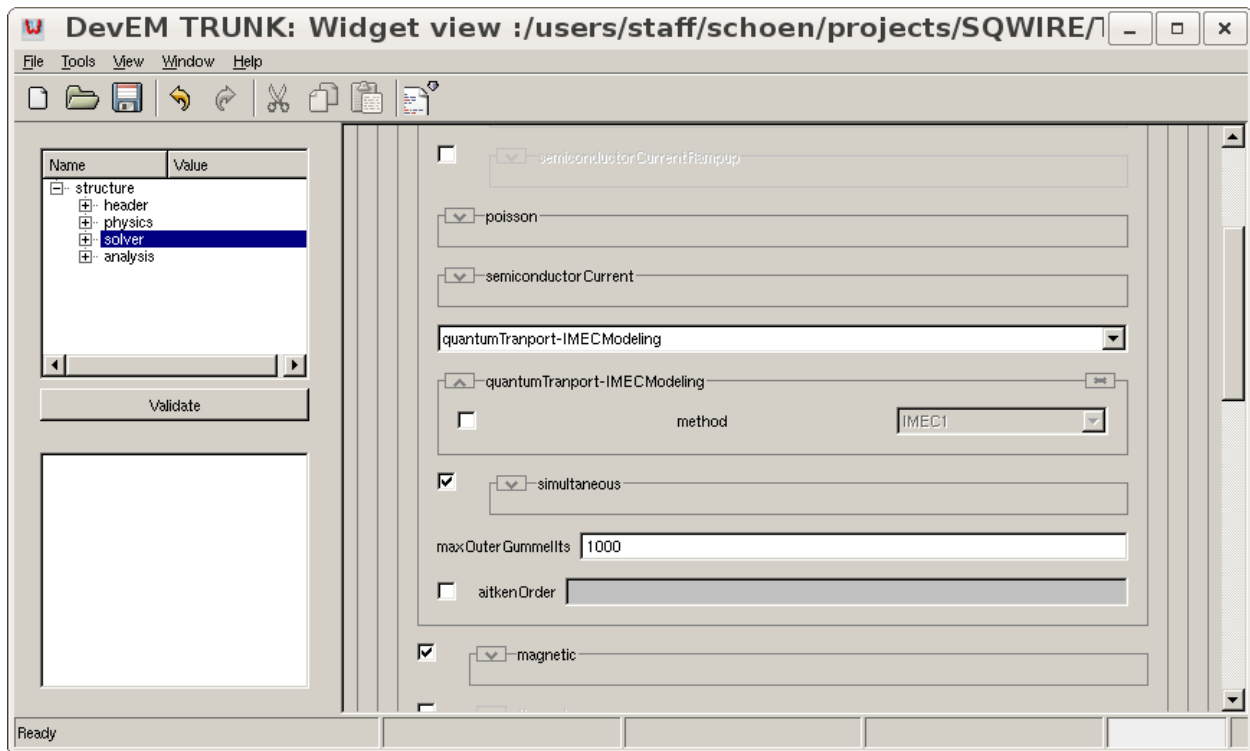 DevEM TRUNK: Widget view :/users/staff/schoen/projects/SQWIRE/T
File Tools View Window Help
Name Value
structure
header
physics
solver
analysis
Validate
semiconductorCurrentRampup
poisson
semiconductorCurrent
quantumTranport-IMECModeling
quantumTranport-IMECModeling
method IMEC1
simultaneous
maxOuterGummelIts 1000
aitkenOrder
magnetic
Ready